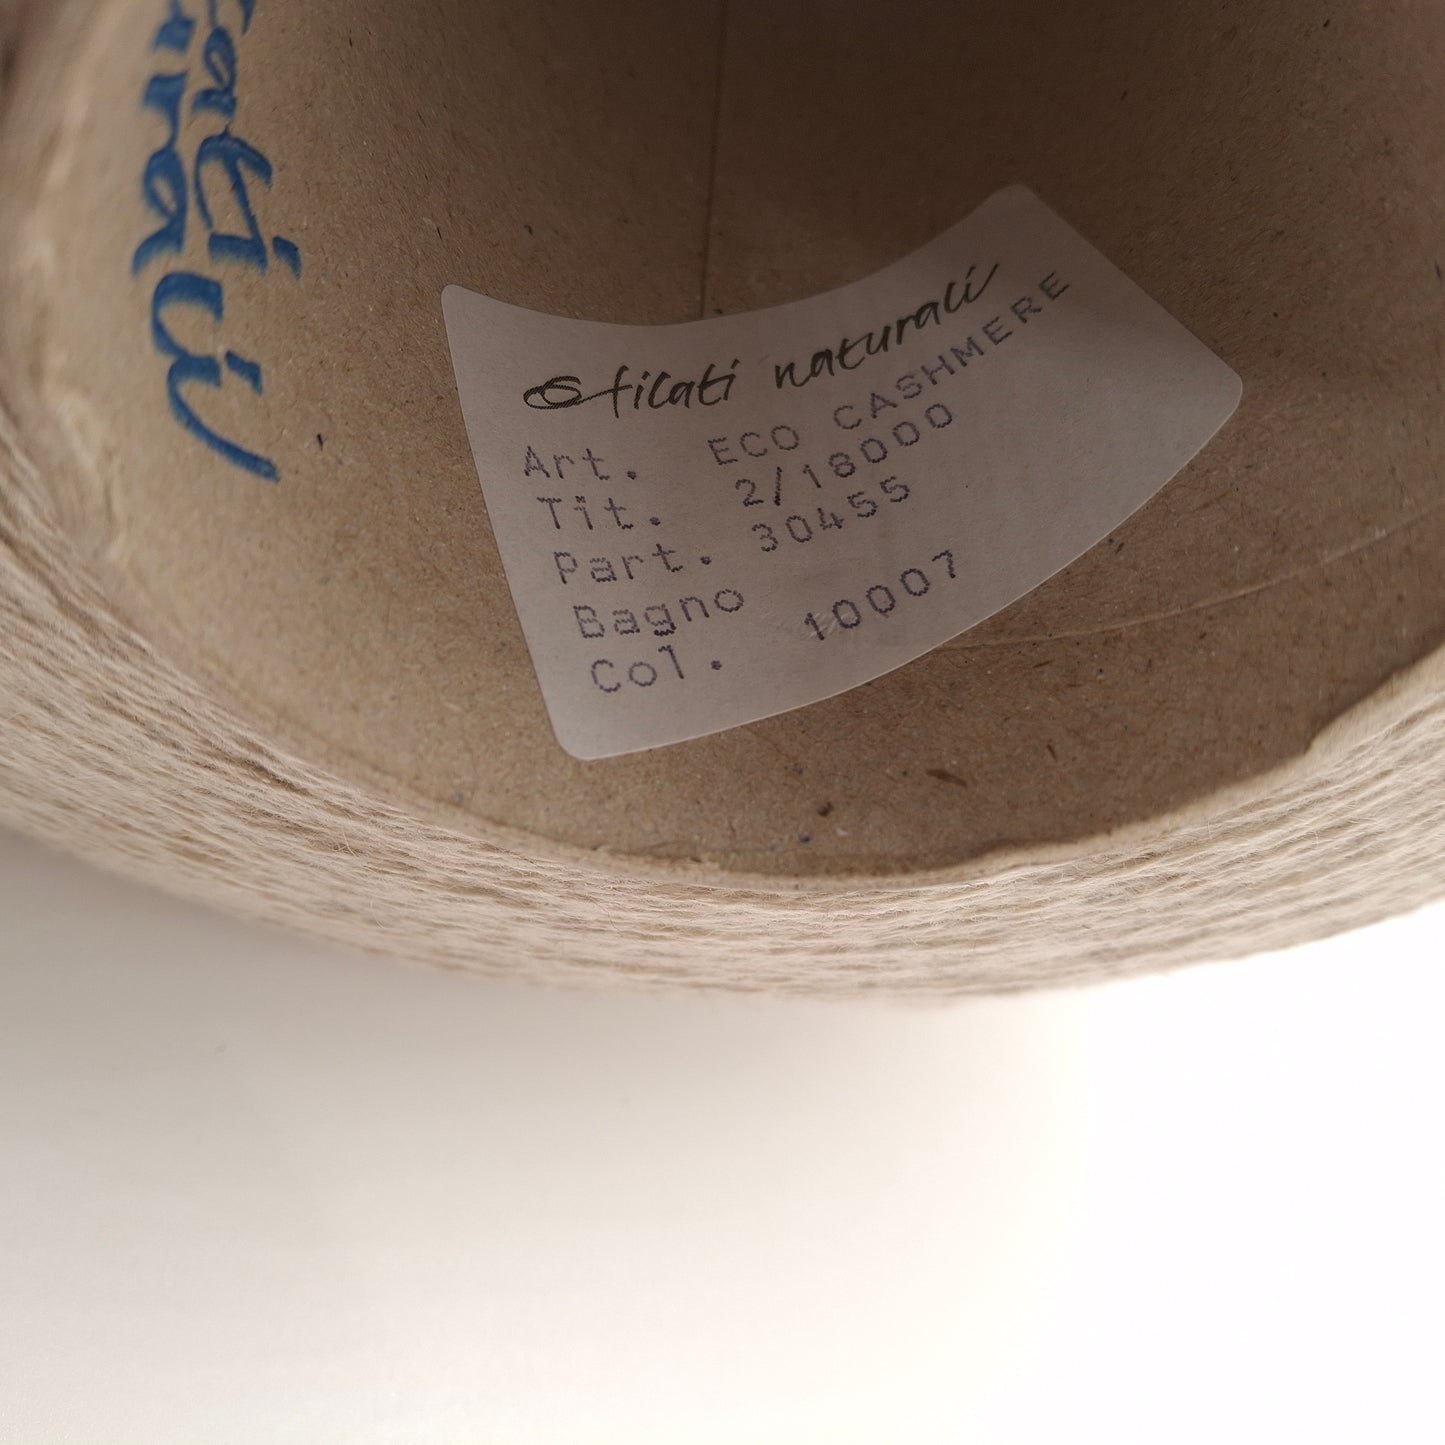 filati naturali
Art. ECO CASHMERE
Tit. 2/18000
Part. 30455
Bagno
Col. 10007